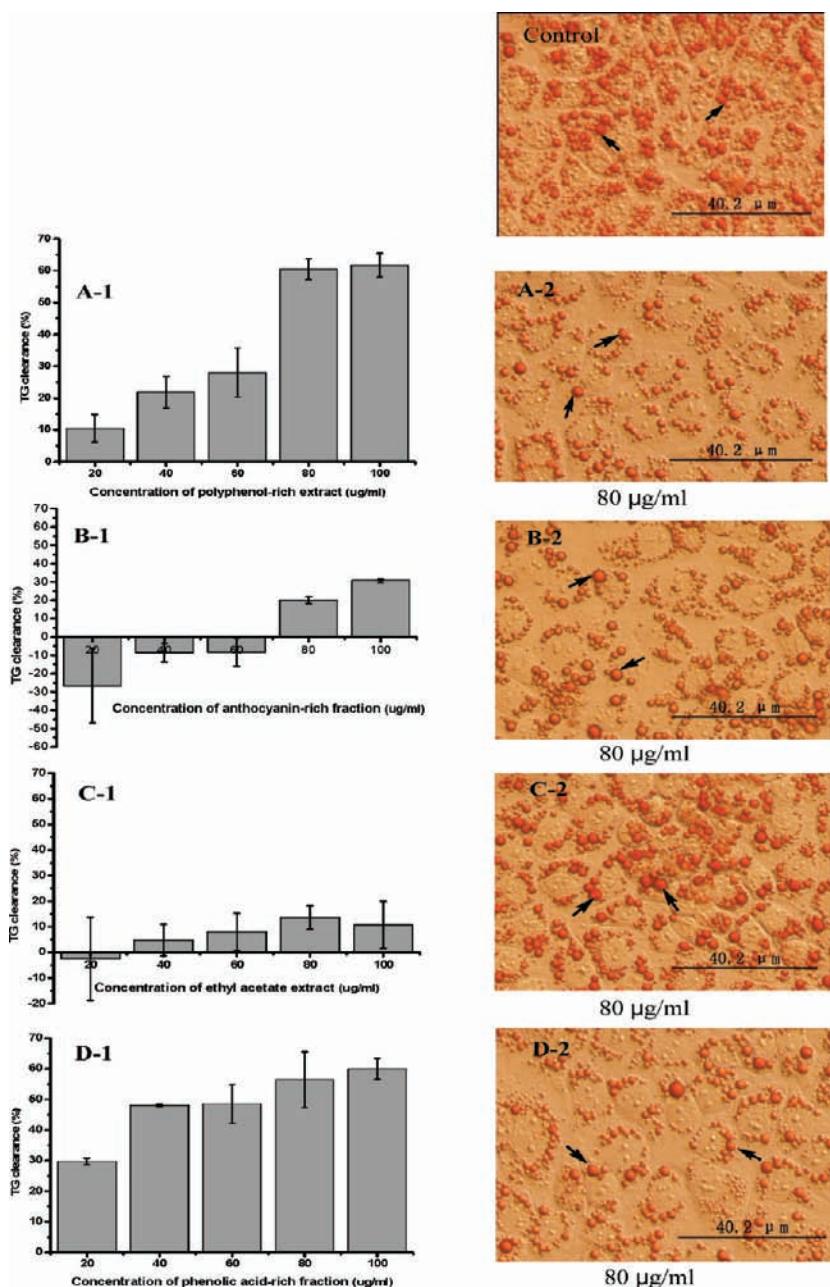 Control
40.2 μm
A-1
TG clearance (%)
70
60
50
40
30
20
10
0
20 40 60 80 100
Concentration of polyphenol-rich extract (ug/ml)
A-2
40.2 μm
80 μg/ml
B-1
TG clearance (%)
70
60
50
40
30
20
10
0
-10
-20
-30
-40
-50
-60
20 40 60 80 100
Concentration of anthocyanin-rich fraction (ug/ml)
B-2
40.2 μm
80 μg/ml
C-1
TG clearance (%)
70
60
50
40
30
20
10
0
-10
-20
20 40 60 80 100
Concentration of ethyl acetate extract (ug/ml)
C-2
40.2 μm
80 μg/ml
D-1
TG clearance (%)
70
60
50
40
30
20
10
0
20 40 60 80 100
Concentration of phenolic acid-rich fraction (ug/ml)
D-2
40.2 μm
80 μg/ml